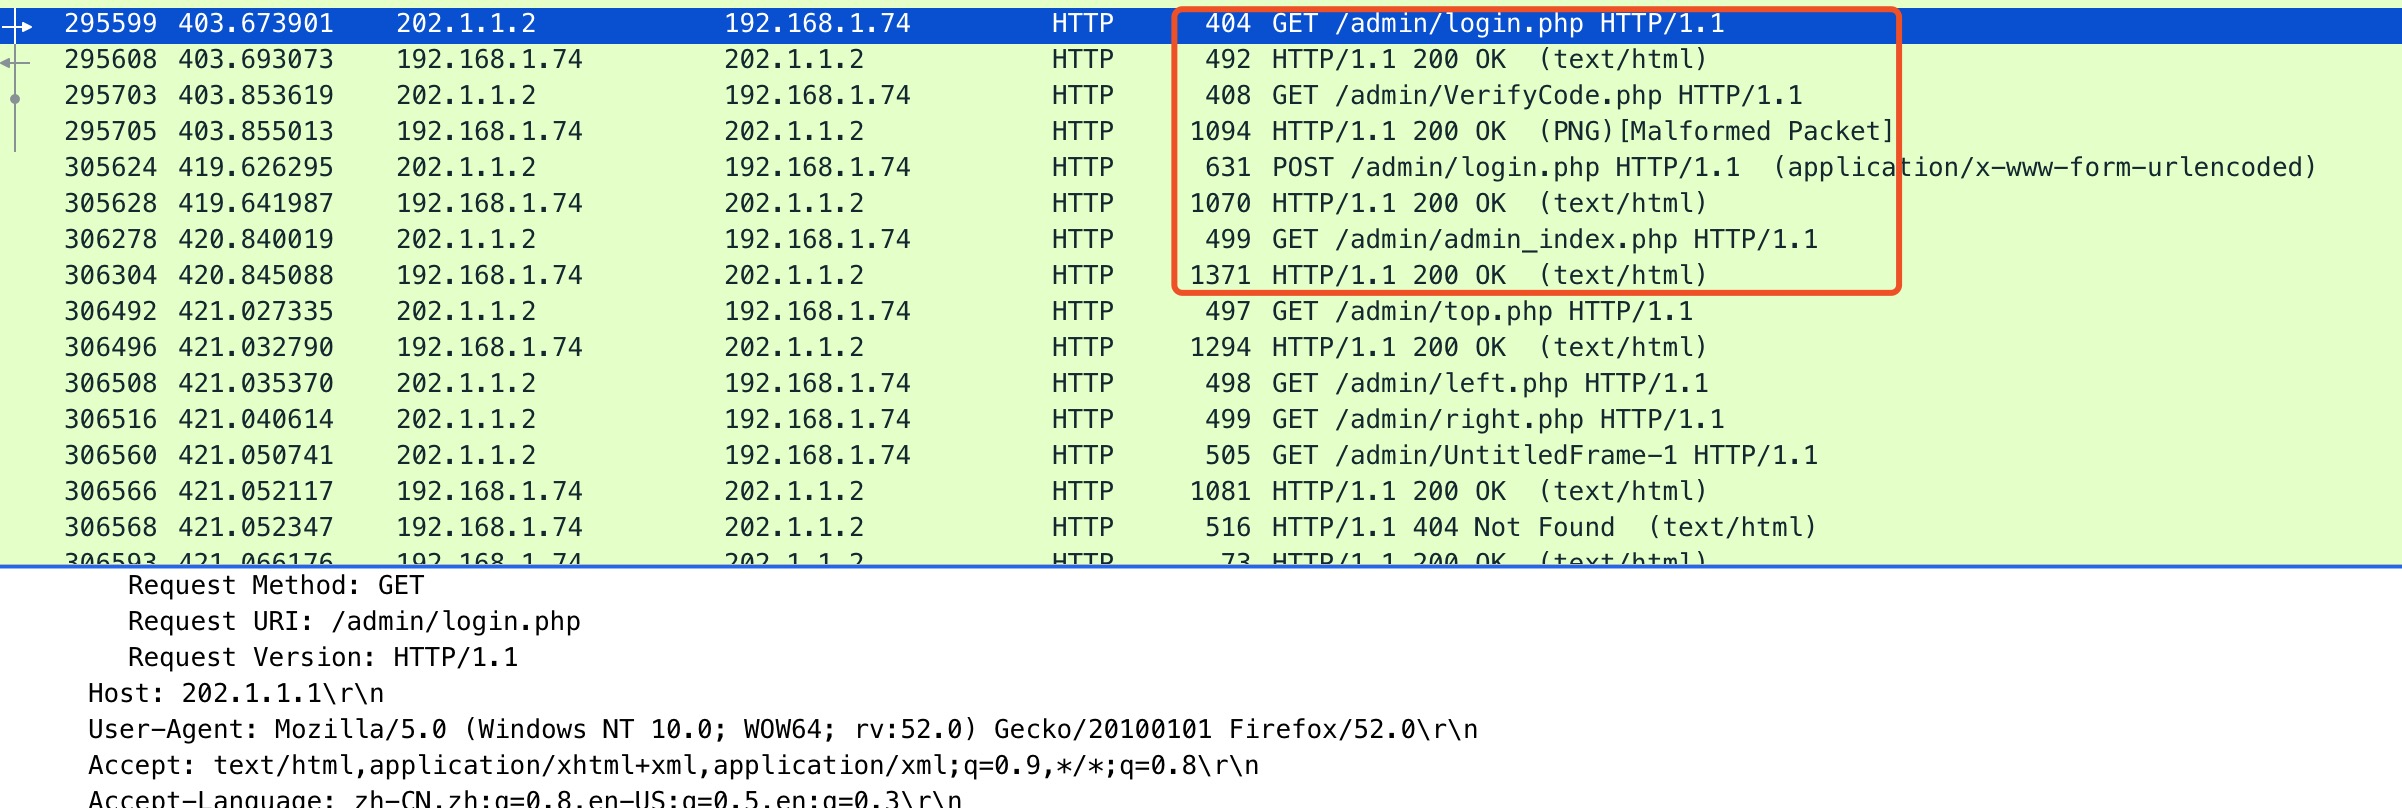 295599 403.673901 202.1.1.2 192.168.1.74 HTTP 404 GET /admin/login.php HTTP/1.1
295608 403.693073 192.168.1.74 202.1.1.2 HTTP 492 HTTP/1.1 200 OK (text/html)
295703 403.853619 202.1.1.2 192.168.1.74 HTTP 408 GET /admin/VerifyCode.php HTTP/1.1
295705 403.855013 192.168.1.74 202.1.1.2 HTTP 1094 HTTP/1.1 200 OK (PNG)[Malformed Packet]
305624 419.626295 202.1.1.2 192.168.1.74 HTTP 631 POST /admin/login.php HTTP/1.1 (application/x-www-form-urlencoded)
305628 419.641987 192.168.1.74 202.1.1.2 HTTP 1070 HTTP/1.1 200 OK (text/html)
306278 420.840019 202.1.1.2 192.168.1.74 HTTP 499 GET /admin/admin_index.php HTTP/1.1
306304 420.845088 192.168.1.74 202.1.1.2 HTTP 1371 HTTP/1.1 200 OK (text/html)
306492 421.027335 202.1.1.2 192.168.1.74 HTTP 497 GET /admin/top.php HTTP/1.1
306496 421.032790 192.168.1.74 202.1.1.2 HTTP 1294 HTTP/1.1 200 OK (text/html)
306508 421.035370 202.1.1.2 192.168.1.74 HTTP 498 GET /admin/left.php HTTP/1.1
306516 421.040614 202.1.1.2 192.168.1.74 HTTP 499 GET /admin/right.php HTTP/1.1
306560 421.050741 202.1.1.2 192.168.1.74 HTTP 505 GET /admin/UntitledFrame-1 HTTP/1.1
306566 421.052117 192.168.1.74 202.1.1.2 HTTP 1081 HTTP/1.1 200 OK (text/html)
306568 421.052347 192.168.1.74 202.1.1.2 HTTP 516 HTTP/1.1 404 Not Found (text/html)
306593 421.066176 192.168.1.74 202.1.1.2 HTTP 73 HTTP/1.1 200 OK (text/html)
Request Method: GET
Request URI: /admin/login.php
Request Version: HTTP/1.1
Host: 202.1.1.1\r\n
User-Agent: Mozilla/5.0 (Windows NT 10.0; WOW64; rv:52.0) Gecko/20100101 Firefox/52.0\r\n
Accept: text/html,application/xhtml+xml,application/xml;q=0.9,*/*;q=0.8\r\n
Accept-Language: zh-CN,zh;q=0.8,en-US;q=0.5,en;q=0.3\r\n